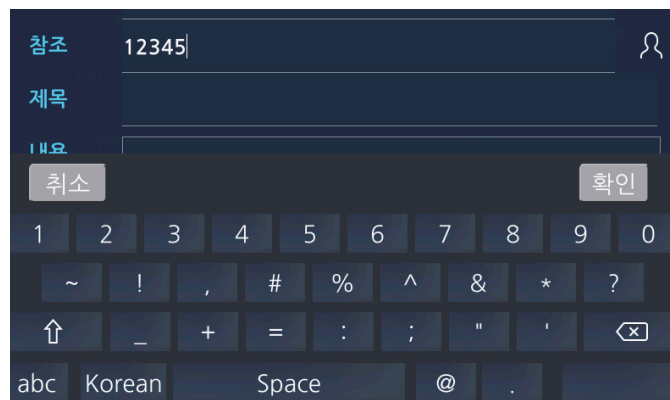 참조 12345
제목
내용
취소 확인
1 2 3 4 5 6 7 8 9 0
~ ! , # % ^ & * ?
_ + = : ; " '
abc Korean Space @ .